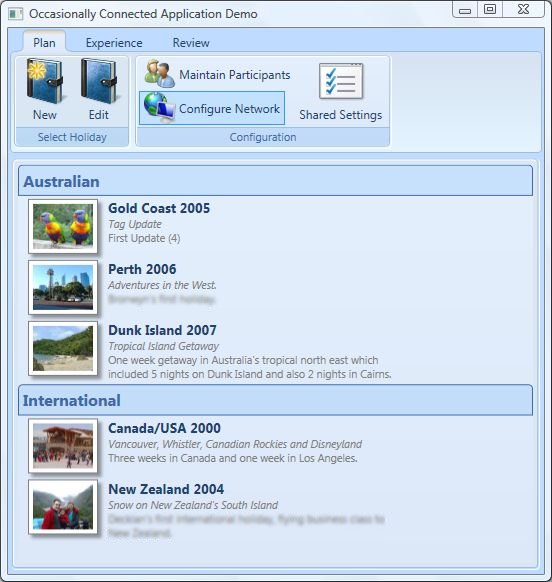 Occasionally Connected Application Demo
Plan Experience Review
New Edit
Select Holiday
Maintain Participants
Configure Network
Shared Settings
Configuration
Australian
Gold Coast 2005
Tag Update
First Update (4)
Perth 2006
Adventures in the West.
Dunk Island 2007
Tropical Island Getaway
One week getaway in Australia's tropical north east which
included 5 nights on Dunk Island and also 2 nights in Cairns.
International
Canada/USA 2000
Vancouver, Whistler, Canadian Rockies and Disneyland
Three weeks in Canada and one week in Los Angeles.
New Zealand 2004
Snow on New Zealand's South Island